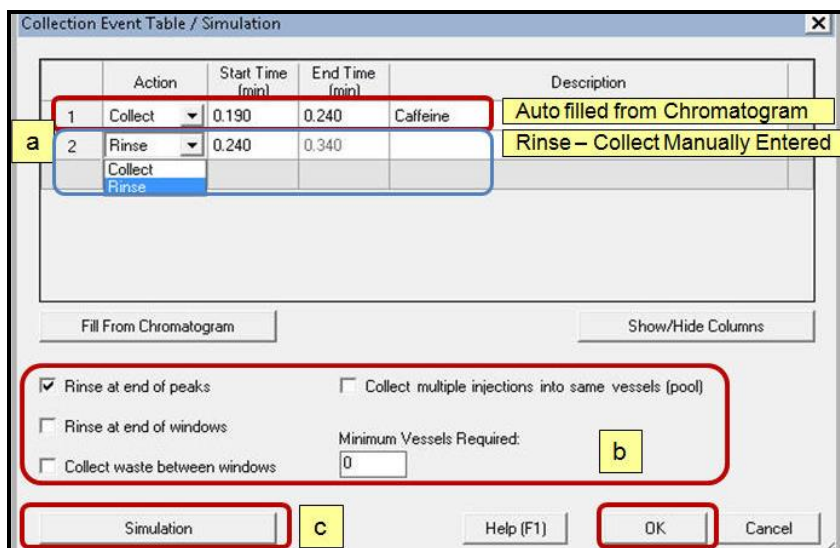 Collection Event Table / Simulation
Action Start Time (min) End Time (min) Description
1 Collect 0.190 0.240 Caffeine Auto filled from Chromatogram
a 2 Rinse 0.240 0.340 Rinse – Collect Manually Entered
Collect
Rinse
Fill From Chromatogram Show/Hide Columns
Rinse at end of peaks Collect multiple injections into same vessels (pool)
Rinse at end of windows
Minimum Vessels Required:
Collect waste between windows 0 b
Simulation c Help (F1) OK Cancel